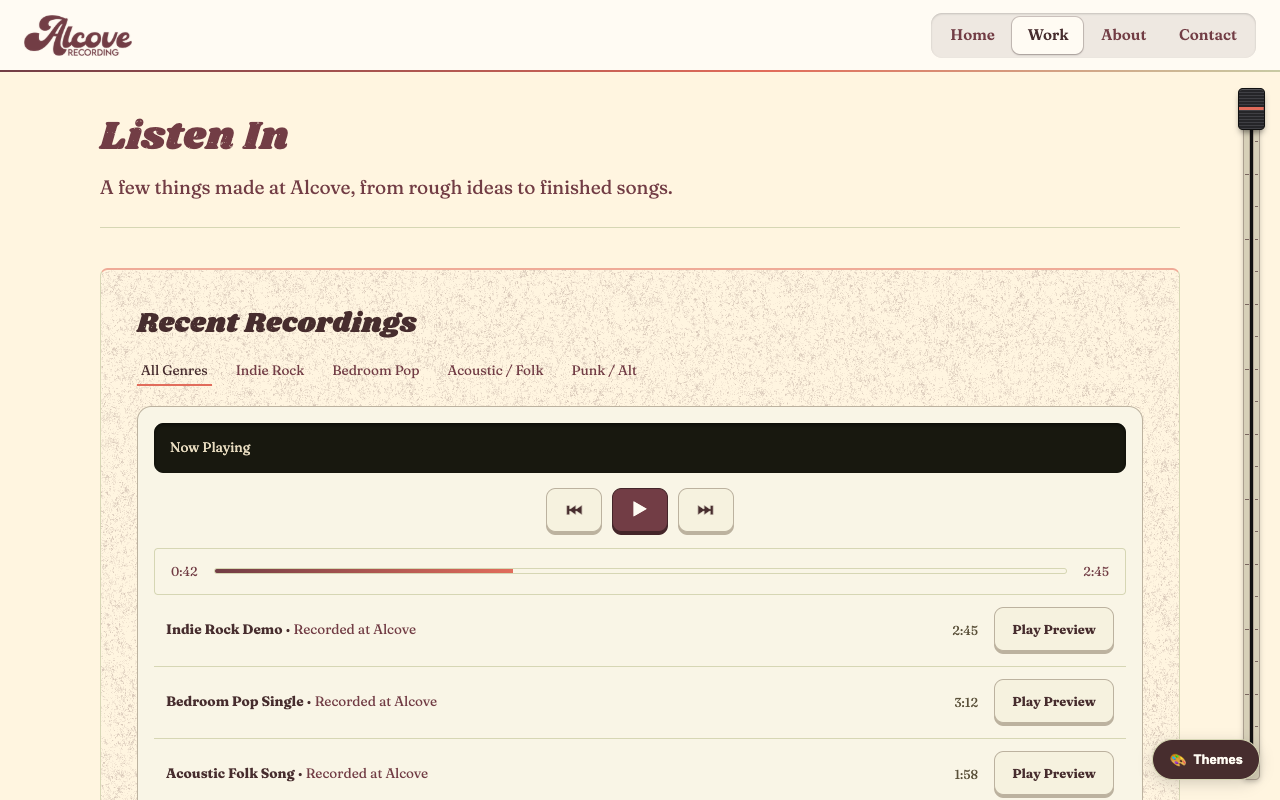 Alcove
RECORDING
Home Work About Contact
Listen In
A few things made at Alcove, from rough ideas to finished songs.
Recent Recordings
All Genres Indie Rock Bedroom Pop Acoustic / Folk Punk / Alt
Now Playing
0:42 2:45
Indie Rock Demo • Recorded at Alcove 2:45 Play Preview
Bedroom Pop Single • Recorded at Alcove 3:12 Play Preview
Acoustic Folk Song • Recorded at Alcove 1:58 Play Preview
🎨 Themes